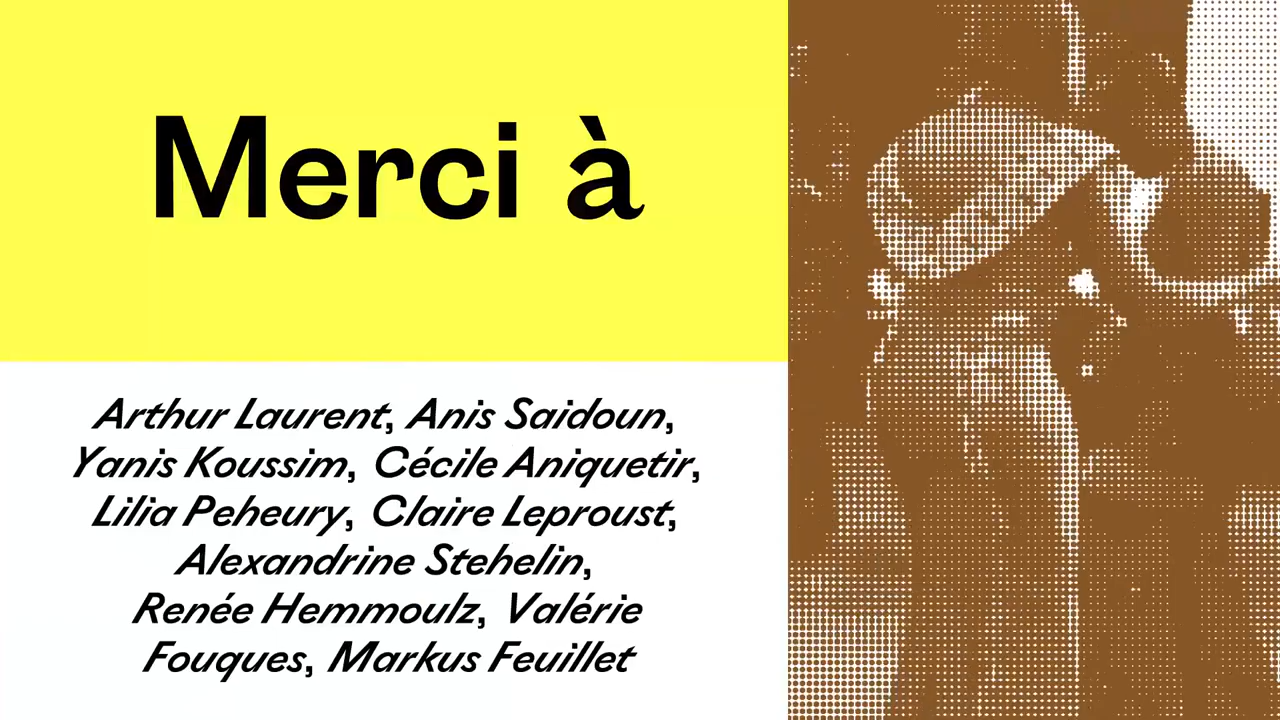 Merci à
Arthur Laurent, Anis Saidoun,
Yanis Koussim, Cécile Aniquetir,
Lilia Peheury, Claire Leproust,
Alexandrine Stehelin,
Renée Hemmoulz, Valérie
Fouques, Markus Feuillet